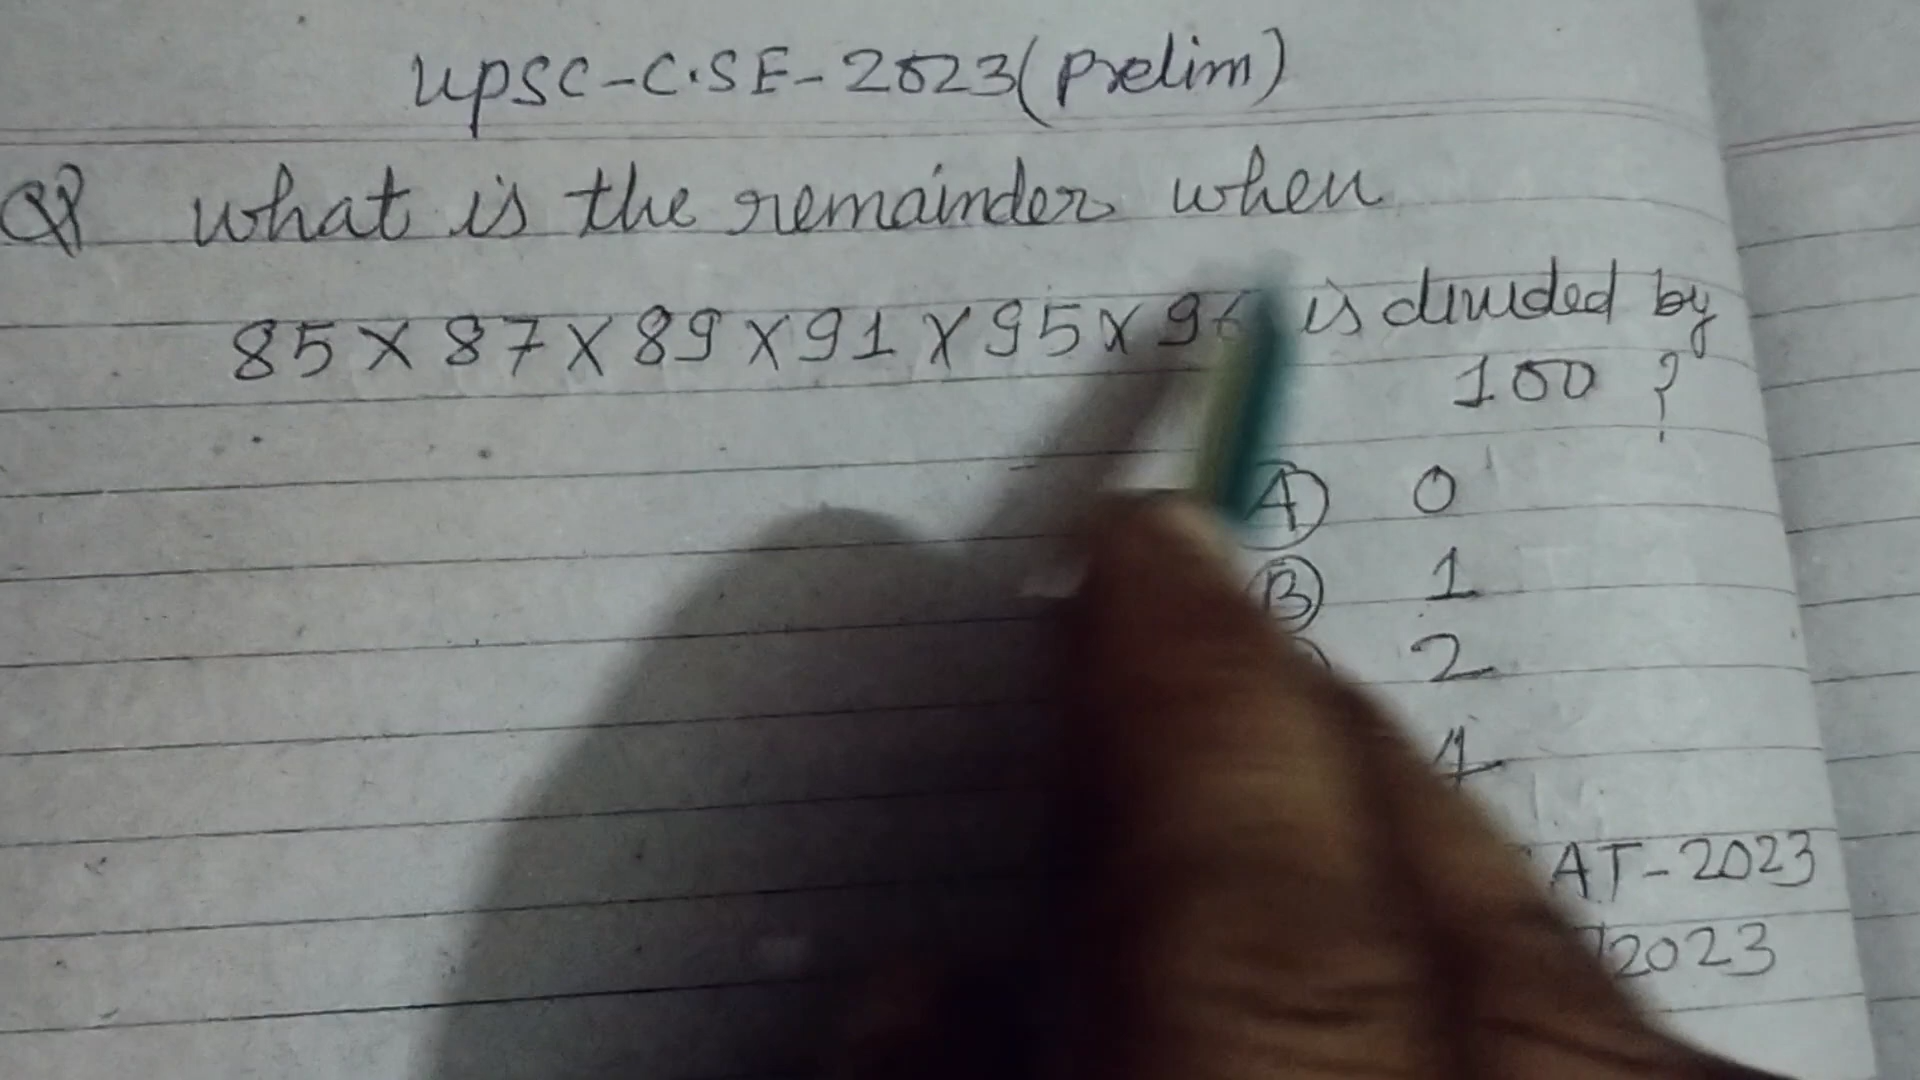 UPSC-C.SE-2023(Prelim)
Q what is the remainder when
85 X 87 X 89 X 91 X 95 X 96 is divided by
100 ?
A 0
B 1
2
4
AT-2023
2023